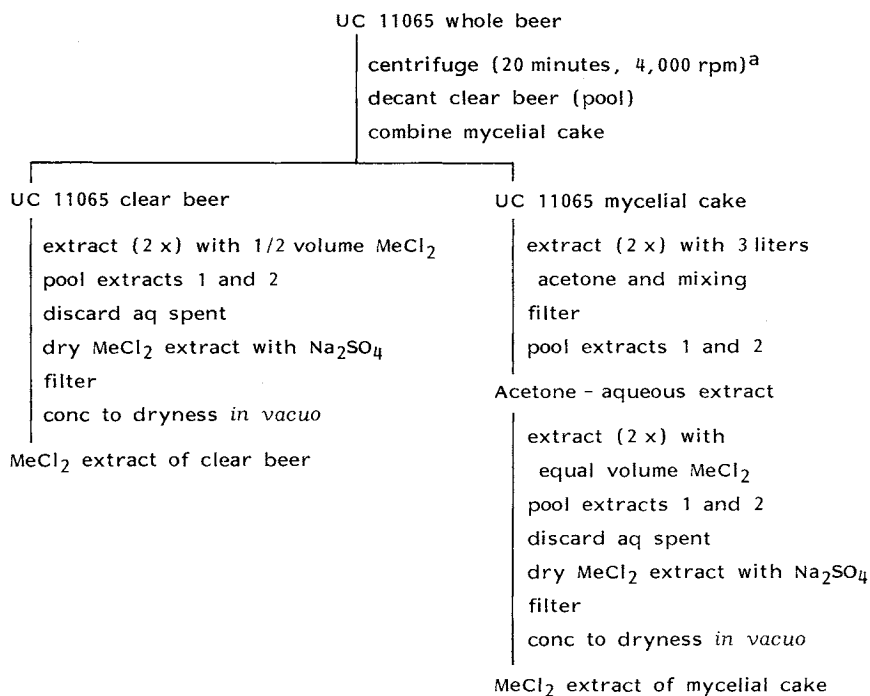 UC 11065 whole beer
centrifuge (20 minutes, 4,000 rpm)ᵃ
decant clear beer (pool)
combine mycelial cake
UC 11065 clear beer
extract (2 x) with 1/2 volume MeCl₂
pool extracts 1 and 2
discard aq spent
dry MeCl₂ extract with Na₂SO₄
filter
conc to dryness in vacuo
MeCl₂ extract of clear beer
UC 11065 mycelial cake
extract (2 x) with 3 liters
acetone and mixing
filter
pool extracts 1 and 2
Acetone - aqueous extract
extract (2 x) with
equal volume MeCl₂
pool extracts 1 and 2
discard aq spent
dry MeCl₂ extract with Na₂SO₄
filter
conc to dryness in vacuo
MeCl₂ extract of mycelial cake